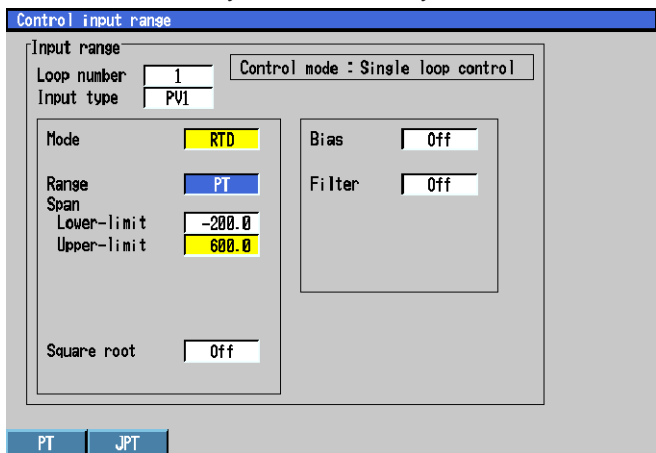 Control input range
Input range
Loop number 1
Control mode : Single loop control
Input type PV1
Mode RTD
Bias Off
Range PT
Filter Off
Span
Lower-limit -200.0
Upper-limit 600.0
Square root Off
PT JPT